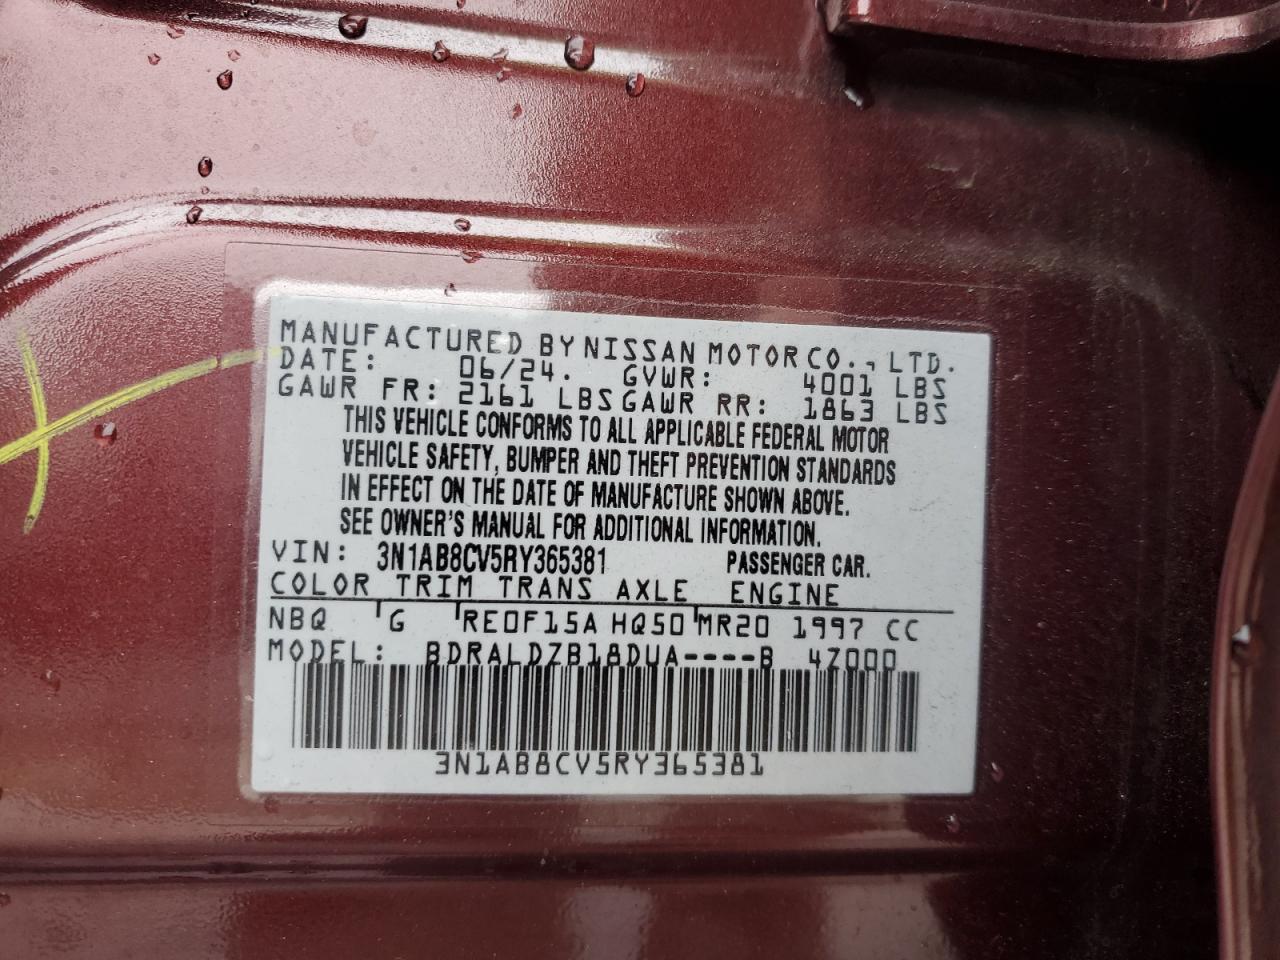 MANUFACTURED BY NISSAN MOTOR CO., LTD.
DATE: 06/24. GVWR: 4001 LBS
GAWR FR: 2161 LBS GAWR RR: 1863 LBS
THIS VEHICLE CONFORMS TO ALL APPLICABLE FEDERAL MOTOR
VEHICLE SAFETY, BUMPER AND THEFT PREVENTION STANDARDS
IN EFFECT ON THE DATE OF MANUFACTURE SHOWN ABOVE.
SEE OWNER'S MANUAL FOR ADDITIONAL INFORMATION.
VIN: 3N1AB8CV5RY365381 PASSENGER CAR.
COLOR TRIM TRANS AXLE ENGINE
NBQ G RE0F15A HQ50 MR20 1997 CC
MODEL: BDRALDZB18DUA----B 4Z000
3N1AB8CV5RY365381